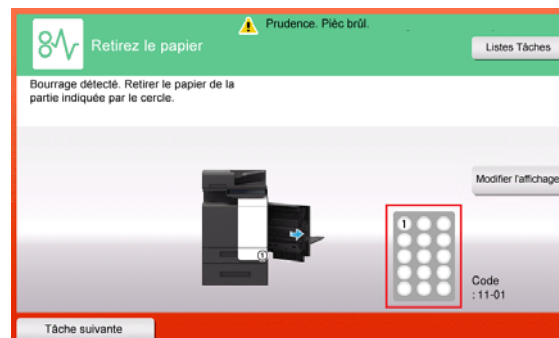 Prudence. Pièc brûl.
Retirez le papier
Listes Tâches
Bourrage détecté. Retirer le papier de la
partie indiquée par le cercle.
Modifier l'affichage
1
1
Code
: 11-01
Tâche suivante